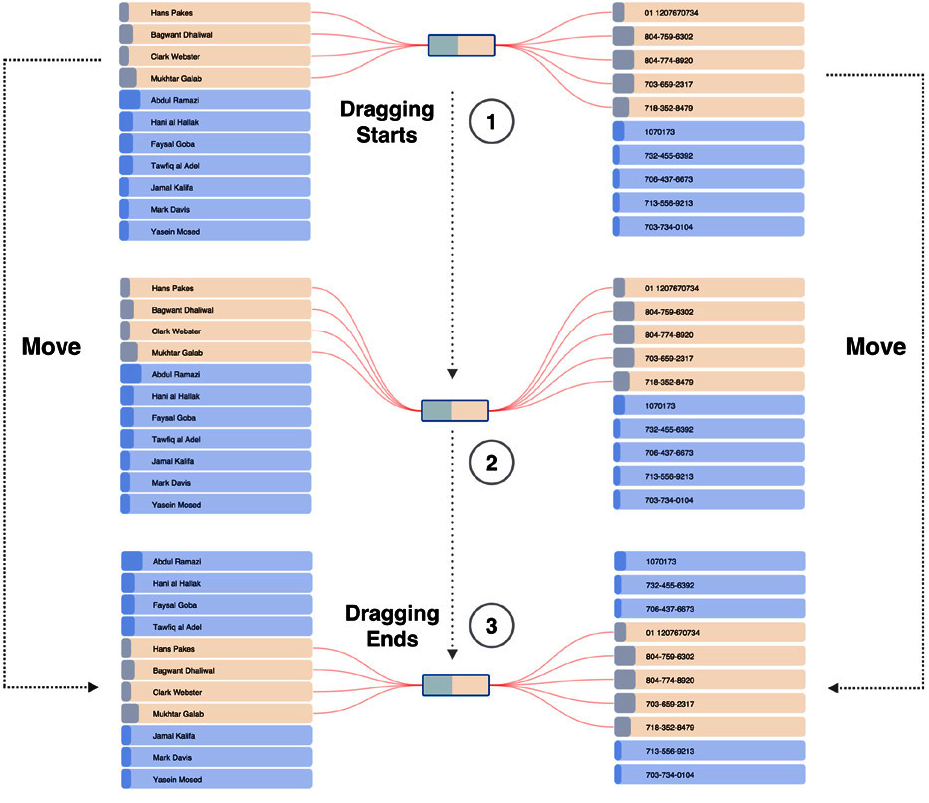 Hans Pakes
Bagwant Dhaliwal
Clark Webster
Mukhtar Galab
Abdul Ramazi
Hani al Hallak
Faysal Goba
Tawfiq al Adel
Jamal Kalifa
Mark Davis
Yasein Mosed
Dragging
Starts
1
01 1207670734
804-759-6302
804-774-8920
703-659-2317
718-352-8479
1070173
732-455-6392
706-437-6673
713-556-9213
703-734-0104
Move
Hans Pakes
Bagwant Dhaliwal
Clark Webster
Mukhtar Galab
Abdul Ramazi
Hani al Hallak
Faysal Goba
Tawfiq al Adel
Jamal Kalifa
Mark Davis
Yasein Mosed
2
01 1207670734
804-759-6302
804-774-8920
703-659-2317
718-352-8479
1070173
732-455-6392
706-437-6673
713-556-9213
703-734-0104
Move
Abdul Ramazi
Hani al Hallak
Faysal Goba
Tawfiq al Adel
Hans Pakes
Bagwant Dhaliwal
Clark Webster
Mukhtar Galab
Jamal Kalifa
Mark Davis
Yasein Mosed
Dragging
Ends
3
1070173
732-455-6392
706-437-6673
01 1207670734
804-759-6302
804-774-8920
703-659-2317
718-352-8479
713-556-9213
703-734-0104